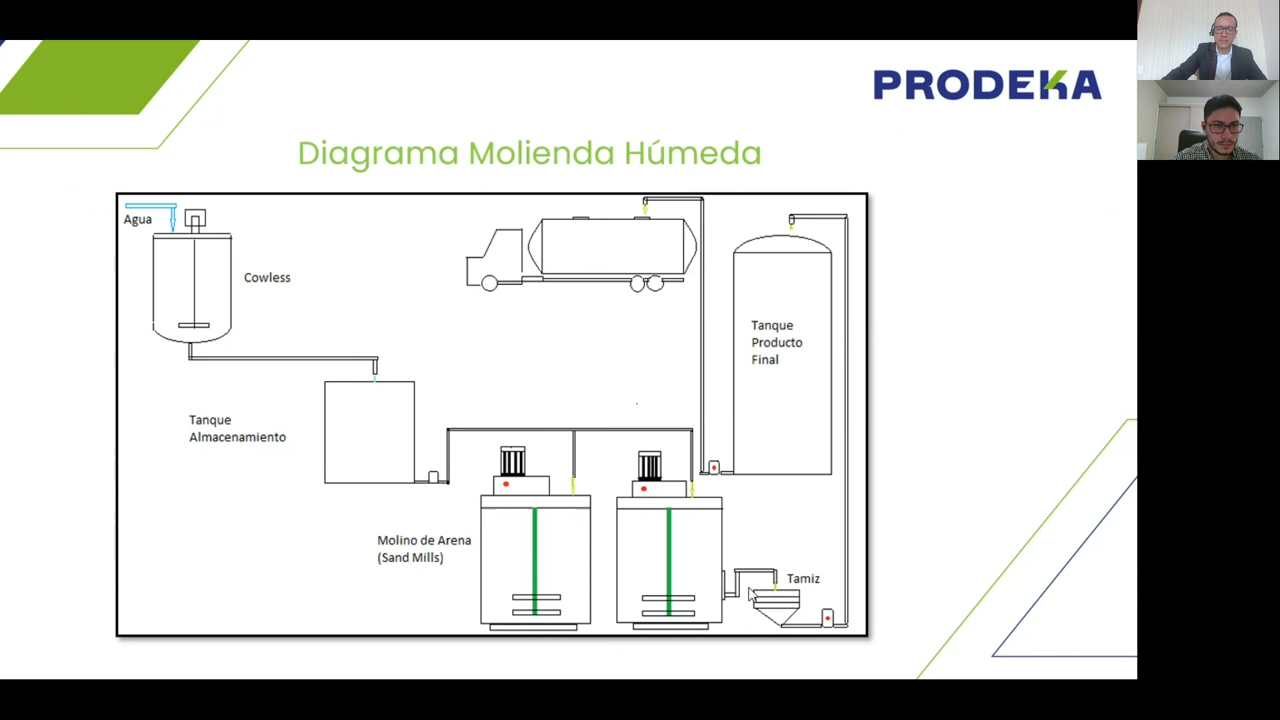 PRODEKA
Diagrama Molienda Húmeda
Agua
Cowless
Tanque
Producto
Final
Tanque
Almacenamiento
Molino de Arena
(Sand Mills)
Tamiz